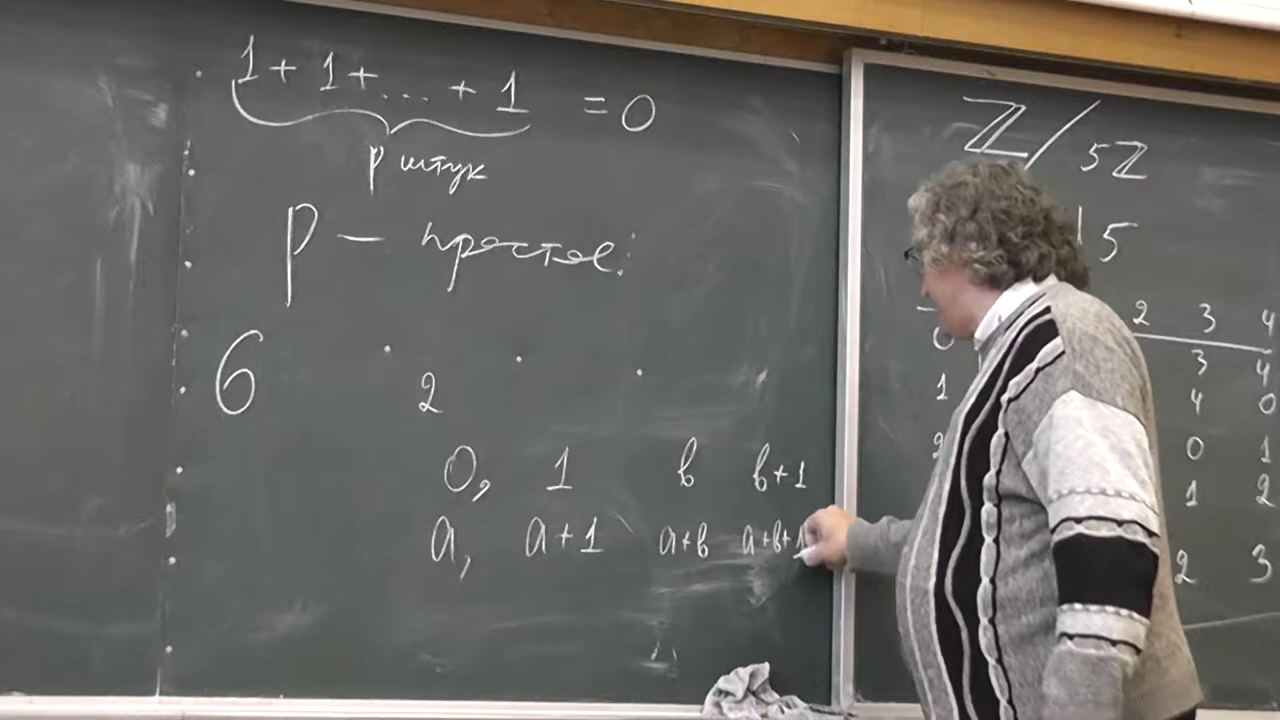 1 + 1 + ... + 1 = 0
p штук
p — простое:
6 2
0, 1 в в+1
a, a+1 a+в a+в+1
ℤ/5ℤ
5
2 3 4
0 3 4
1 4 0
2 0 1
1 2
2 3